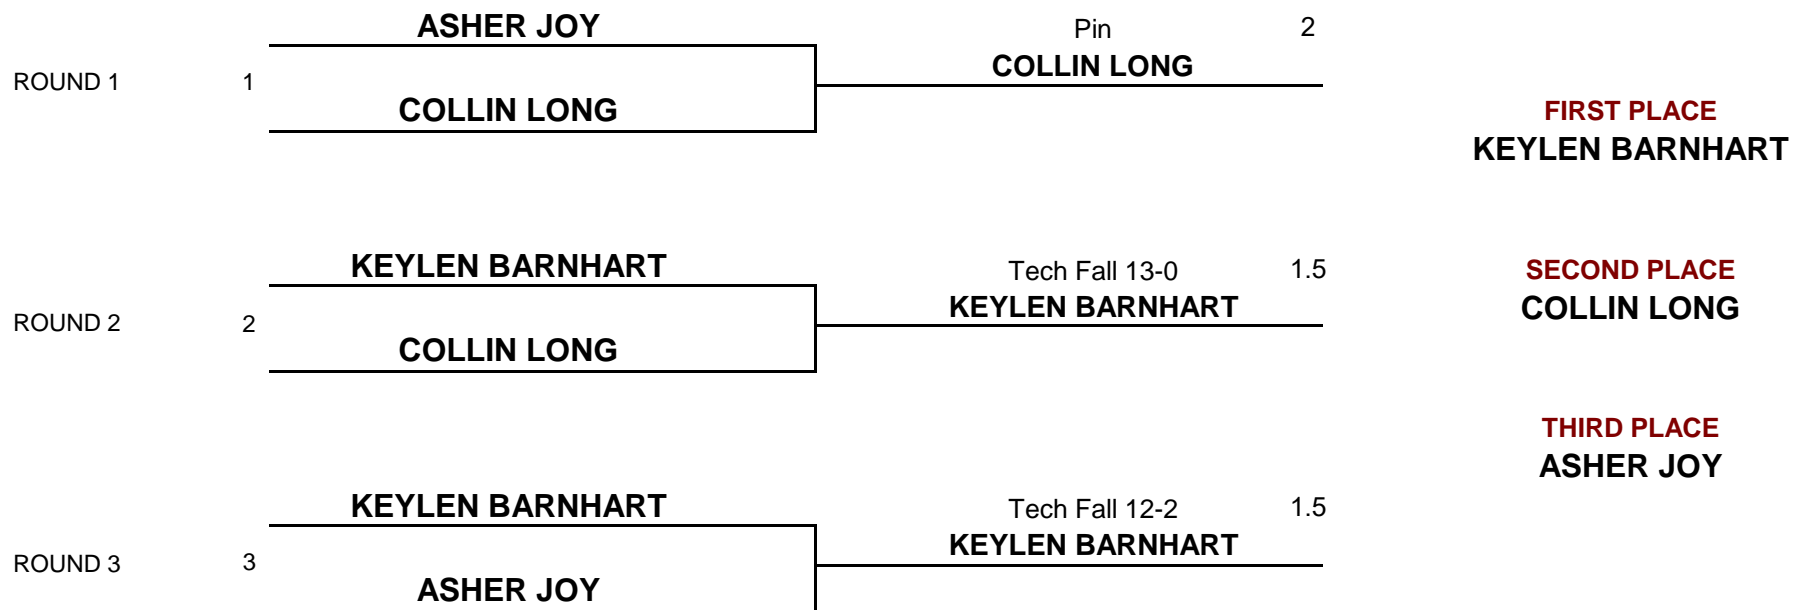 ASHER JOY
Pin 2
COLLIN LONG
ROUND 1 1
COLLIN LONG
FIRST PLACE
KEYLEN BARNHART
KEYLEN BARNHART
Tech Fall 13-0 1.5
KEYLEN BARNHART
SECOND PLACE
COLLIN LONG
ROUND 2 2
COLLIN LONG
THIRD PLACE
ASHER JOY
KEYLEN BARNHART
Tech Fall 12-2 1.5
KEYLEN BARNHART
ROUND 3 3
ASHER JOY